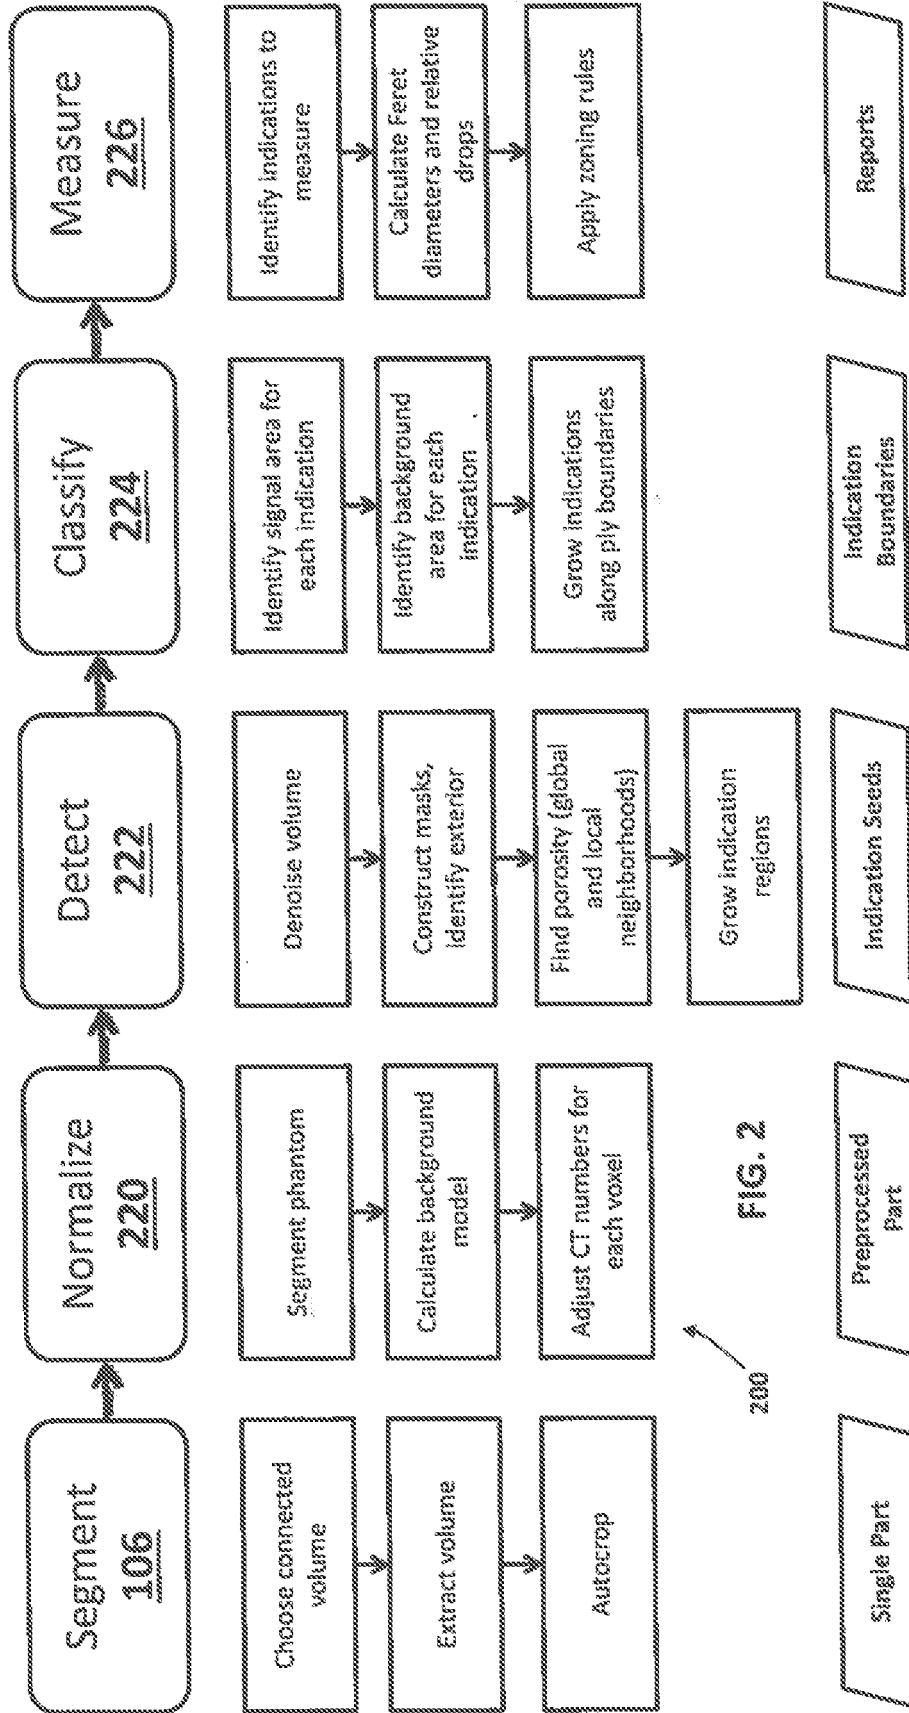 Segment
106
Normalize
220
Detect
222
Classify
224
Measure
226
Choose connected
volume
Extract volume
Autocrop
Segment phantom
Calculate background
model
Adjust CT numbers for
each voxel
Denoise volume
Construct masks,
identify exterior
Find porosity (global
and local
neighborhoods)
Grow indication
regions
Identify signal area for
each indication
Identify background
area for each
indication
Grow indications
along ply boundaries
Identify indications to
measure
Calculate Feret
diameters and relative
drops
Apply zoning rules
200
FIG. 2
Single Part
Preprocessed
Part
Indication Seeds
Indication
Boundaries
Reports